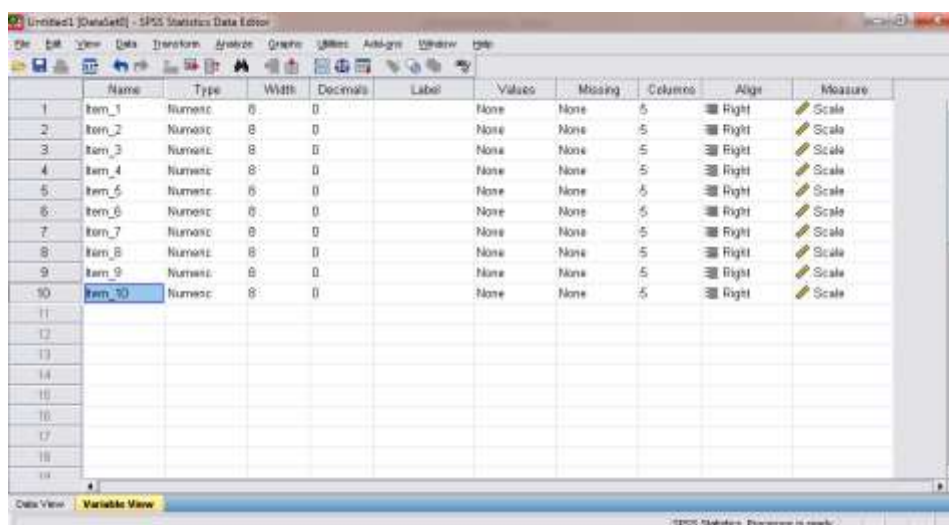 Untitled1 [DataSet0] - SPSS Statistics Data Editor
File Edit View Data Transform Analyze Graphs Utilities Add-ons Window Help
Name Type Width Decimals Label Values Missing Columns Align Measure
1 Item_1 Numeric 8 0 None None 5 Right Scale
2 Item_2 Numeric 8 0 None None 5 Right Scale
3 Item_3 Numeric 8 0 None None 5 Right Scale
4 Item_4 Numeric 8 0 None None 5 Right Scale
5 Item_5 Numeric 8 0 None None 5 Right Scale
6 Item_6 Numeric 8 0 None None 5 Right Scale
7 Item_7 Numeric 8 0 None None 5 Right Scale
8 Item_8 Numeric 8 0 None None 5 Right Scale
9 Item_9 Numeric 8 0 None None 5 Right Scale
10 Item_10 Numeric 8 0 None None 5 Right Scale
11
12
13
14
15
16
17
18
19
Data View Variable View
SPSS Statistics Processor is ready